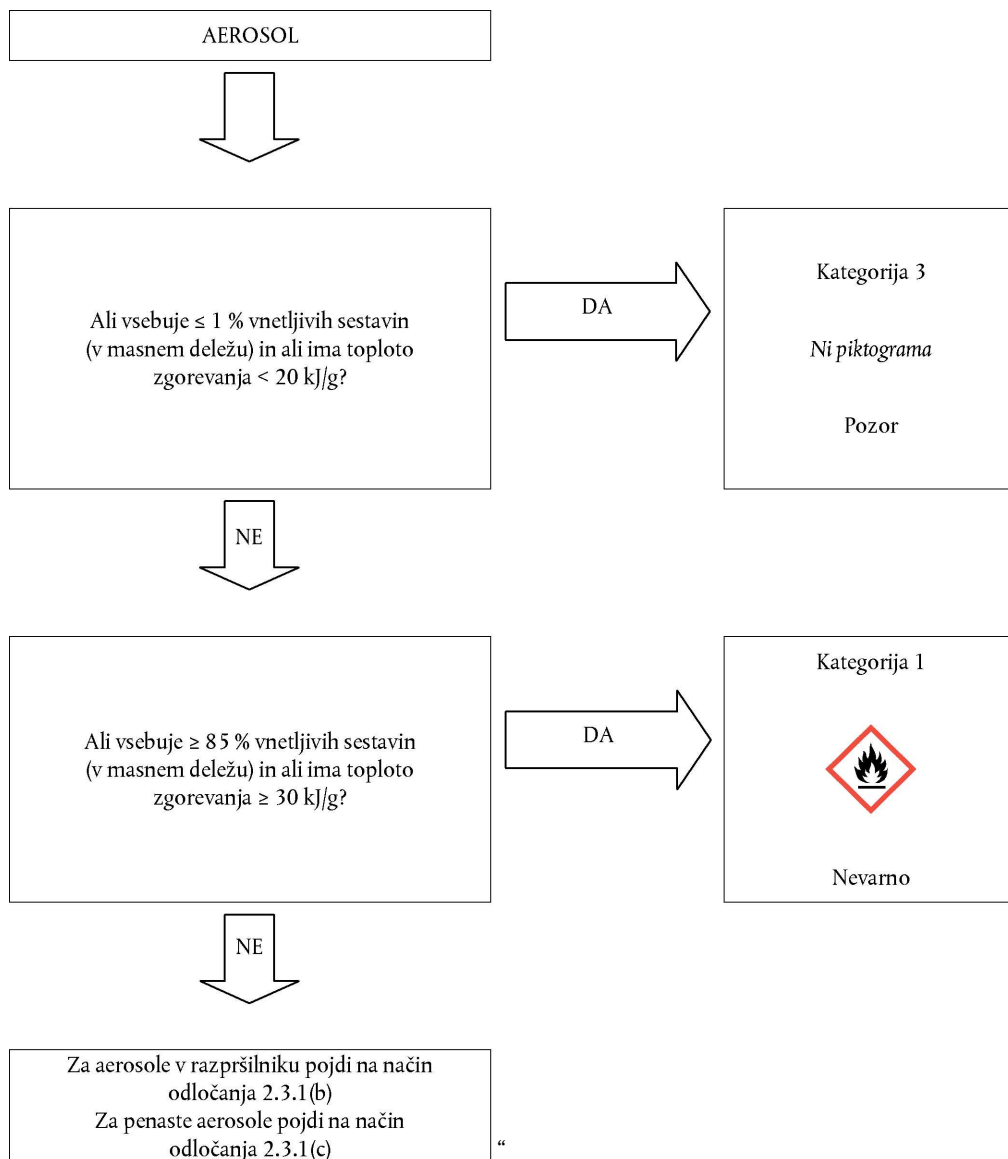 AEROSOL
Ali vsebuje ≤ 1 % vnetljivih sestavin
(v masnem deležu) in ali ima toploto
zgorevanja < 20 kJ/g?
DA
Kategorija 3
Ni piktograma
Pozor
NE
Ali vsebuje ≥ 85 % vnetljivih sestavin
(v masnem deležu) in ali ima toploto
zgorevanja ≥ 30 kJ/g?
DA
Kategorija 1
Nevarno
NE
Za aerosole v razpršilniku pojdi na način
odločanja 2.3.1(b)
Za penaste aerosole pojdi na način
odločanja 2.3.1(c) “